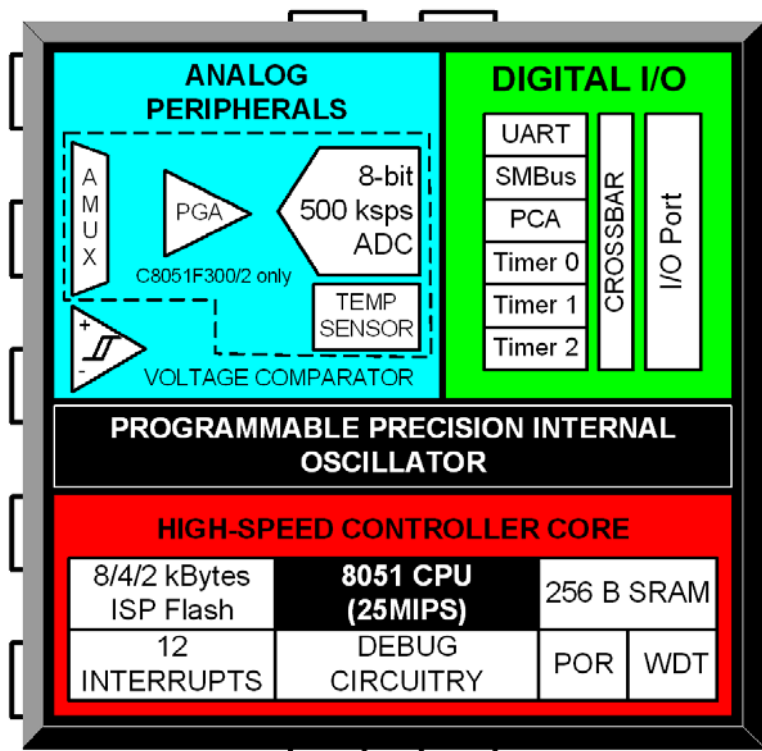 ANALOG
PERIPHERALS
A
M
U
X
PGA
8-bit
500 ksps
ADC
C8051F300/2 only
TEMP
SENSOR
+
-
VOLTAGE COMPARATOR
DIGITAL I/O
UART
SMBus
PCA
Timer 0
Timer 1
Timer 2
CROSSBAR
I/O Port
PROGRAMMABLE PRECISION INTERNAL
OSCILLATOR
HIGH-SPEED CONTROLLER CORE
8/4/2 kBytes
ISP Flash
8051 CPU
(25MIPS)
256 B SRAM
12
INTERRUPTS
DEBUG
CIRCUITRY
POR
WDT